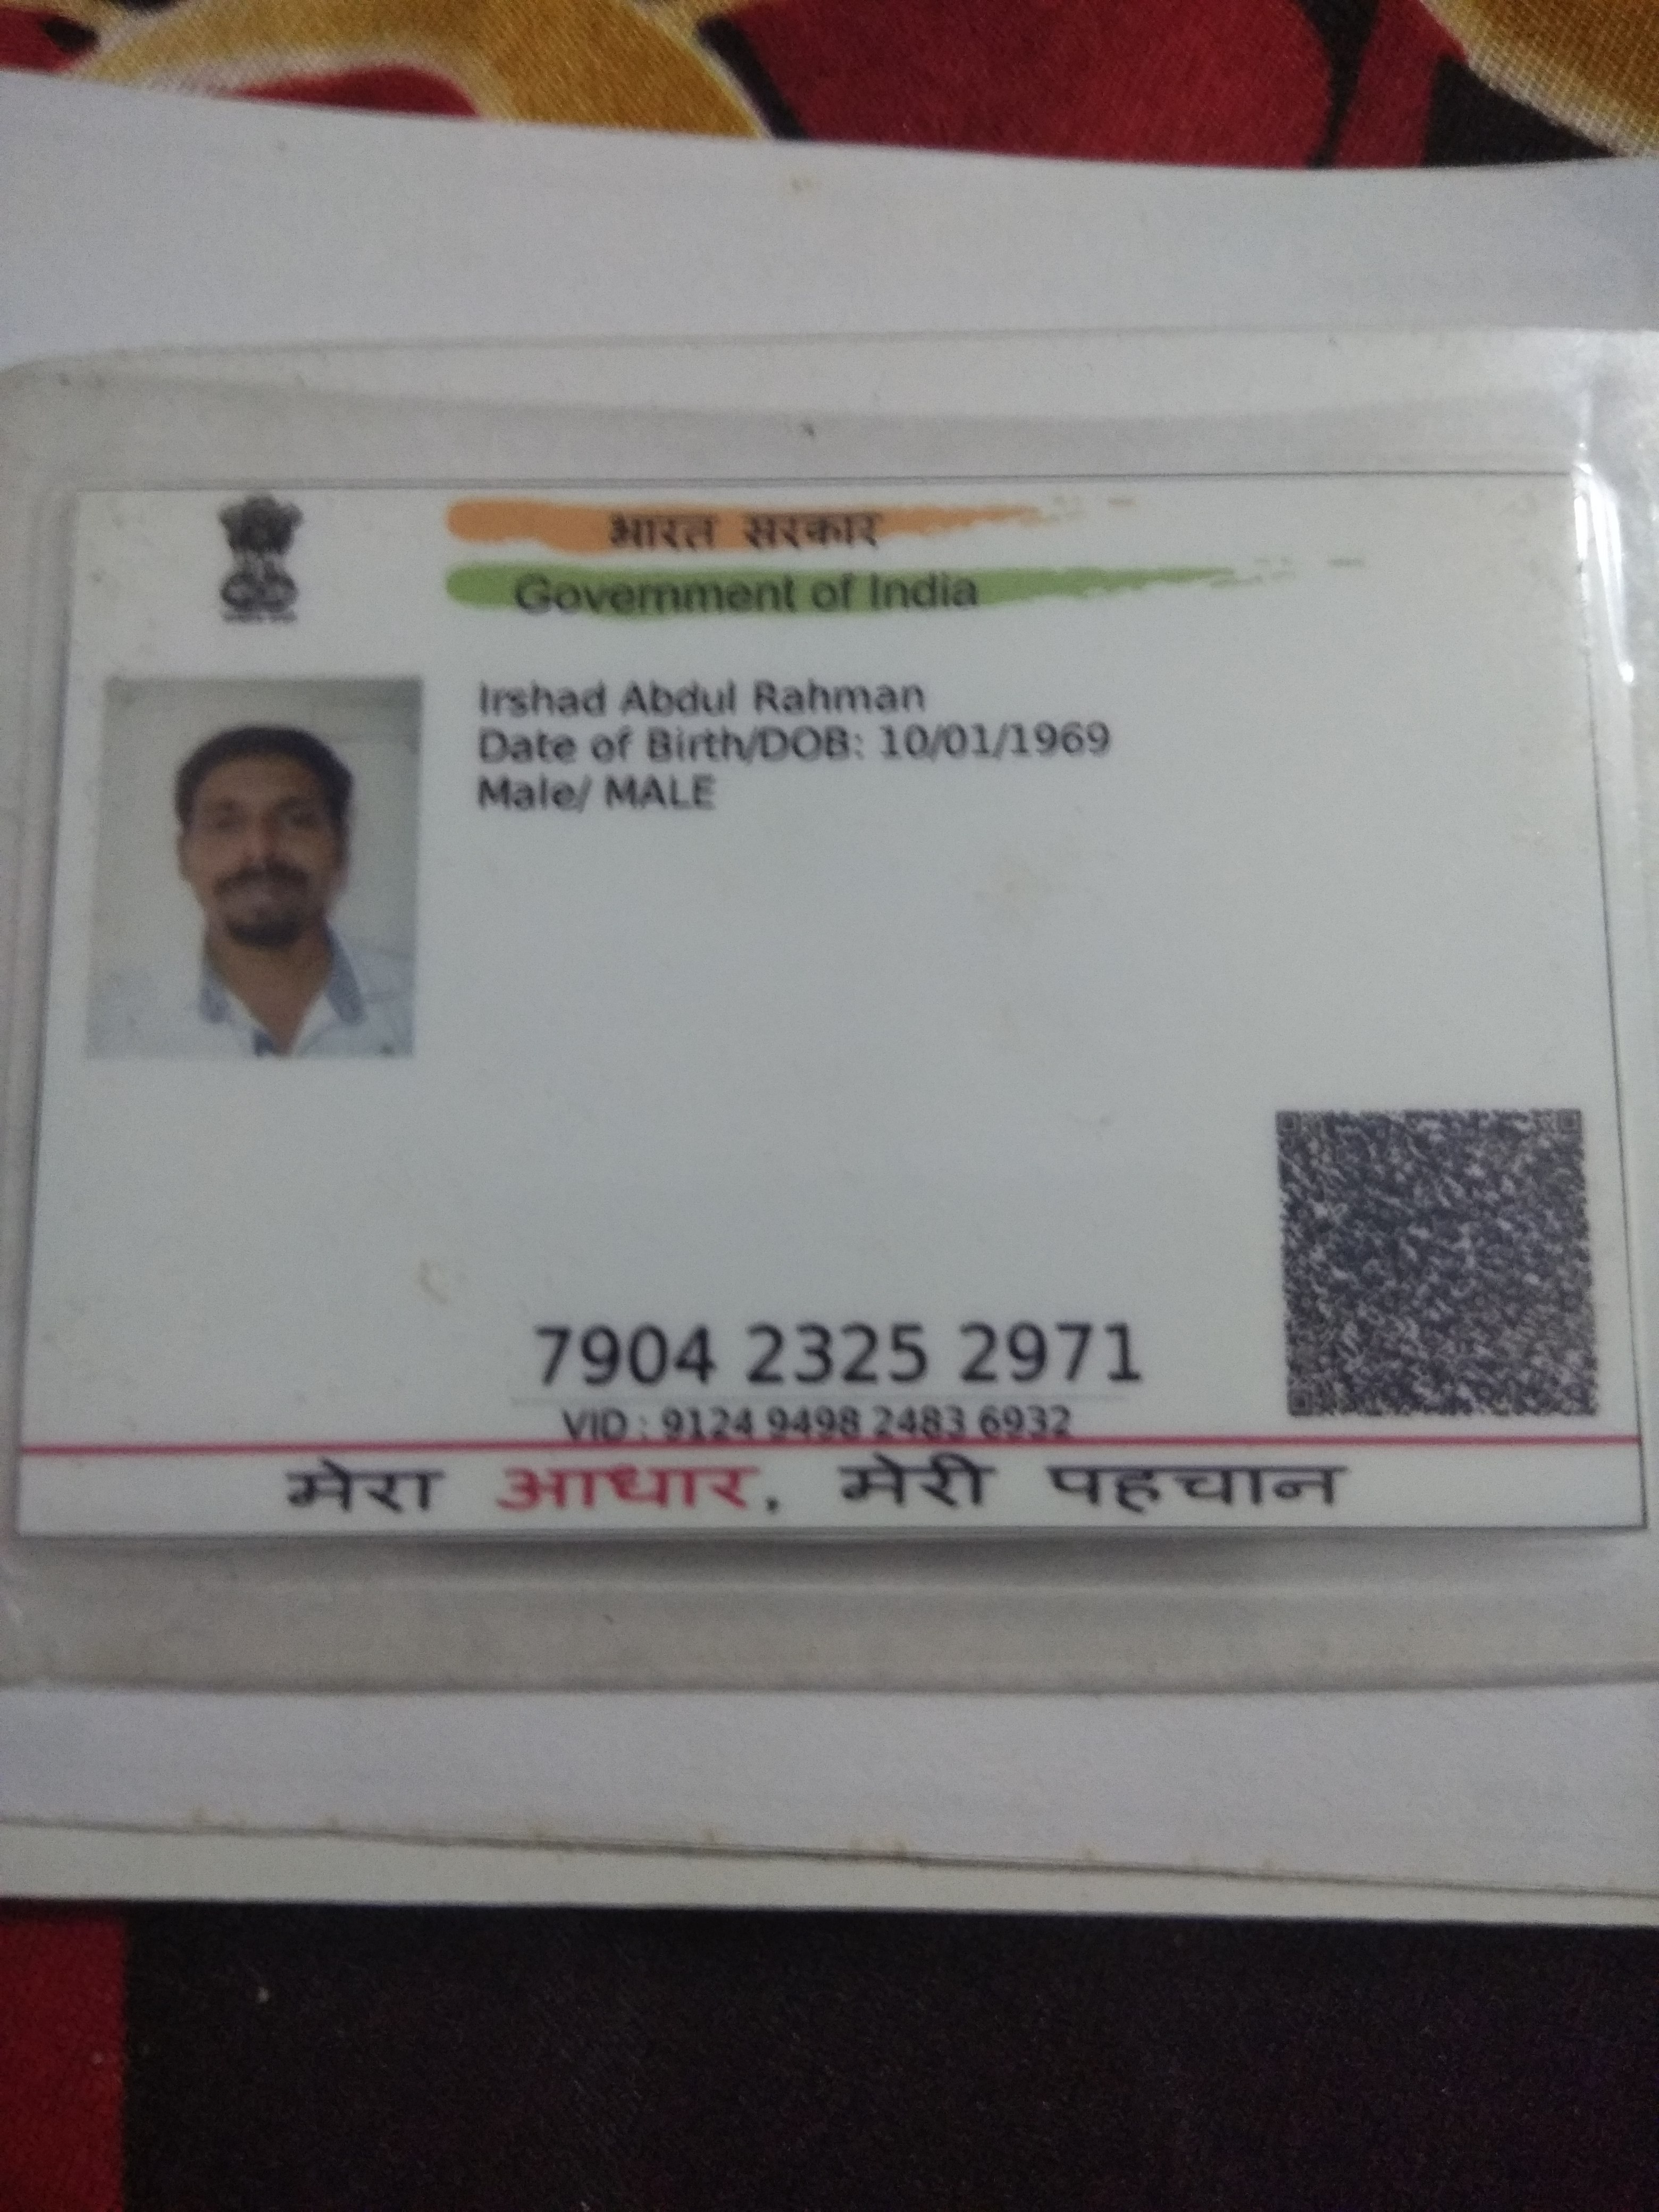 भारत सरकार
Government of India
Irshad Abdul Rahman
Date of Birth/DOB: 10/01/1969
Male/ MALE
7904 2325 2971
VID : 9124 9498 2483 6932
मेरा आधार, मेरी पहचान